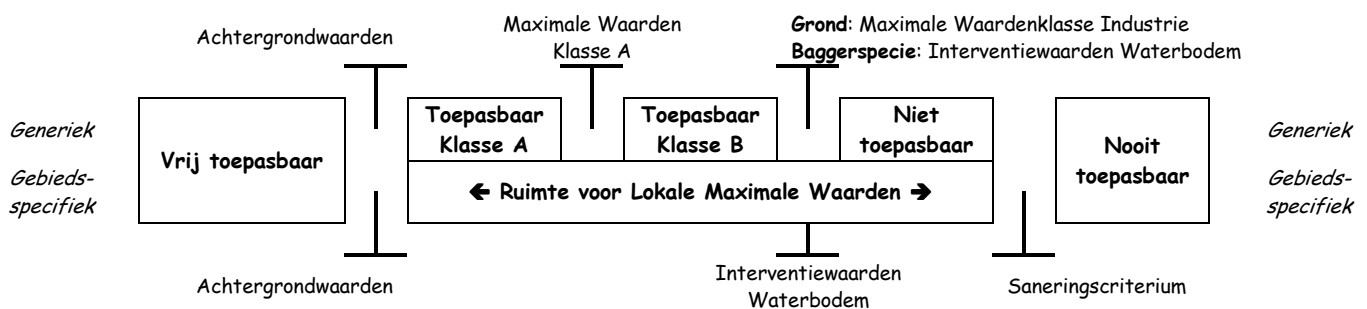 Achtergrondwaarden
Maximale Waarden
Klasse A
Grond: Maximale Waardenklasse Industrie
Baggerspecie: Interventiewaarden Waterbodem
Generiek
Gebieds-
specifiek
Vrij toepasbaar
Toepasbaar
Klasse A
Toepasbaar
Klasse B
Niet
toepasbaar
← Ruimte voor Lokale Maximale Waarden →
Nooit
toepasbaar
Generiek
Gebieds-
specifiek
Achtergrondwaarden
Interventiewaarden
Waterbodem
Saneringscriterium